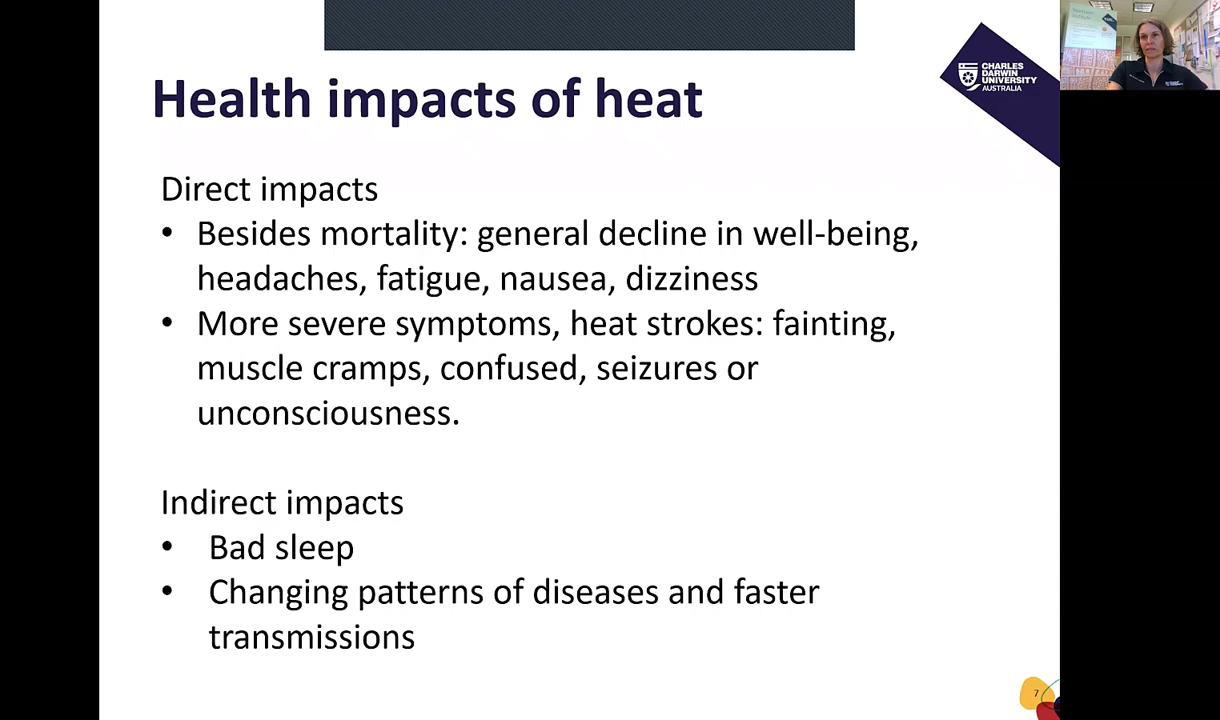 Health impacts of heat
CHARLES
DARWIN
UNIVERSITY
AUSTRALIA
Direct impacts
• Besides mortality: general decline in well-being,
headaches, fatigue, nausea, dizziness
• More severe symptoms, heat strokes: fainting,
muscle cramps, confused, seizures or
unconsciousness.
Indirect impacts
• Bad sleep
• Changing patterns of diseases and faster
transmissions
7